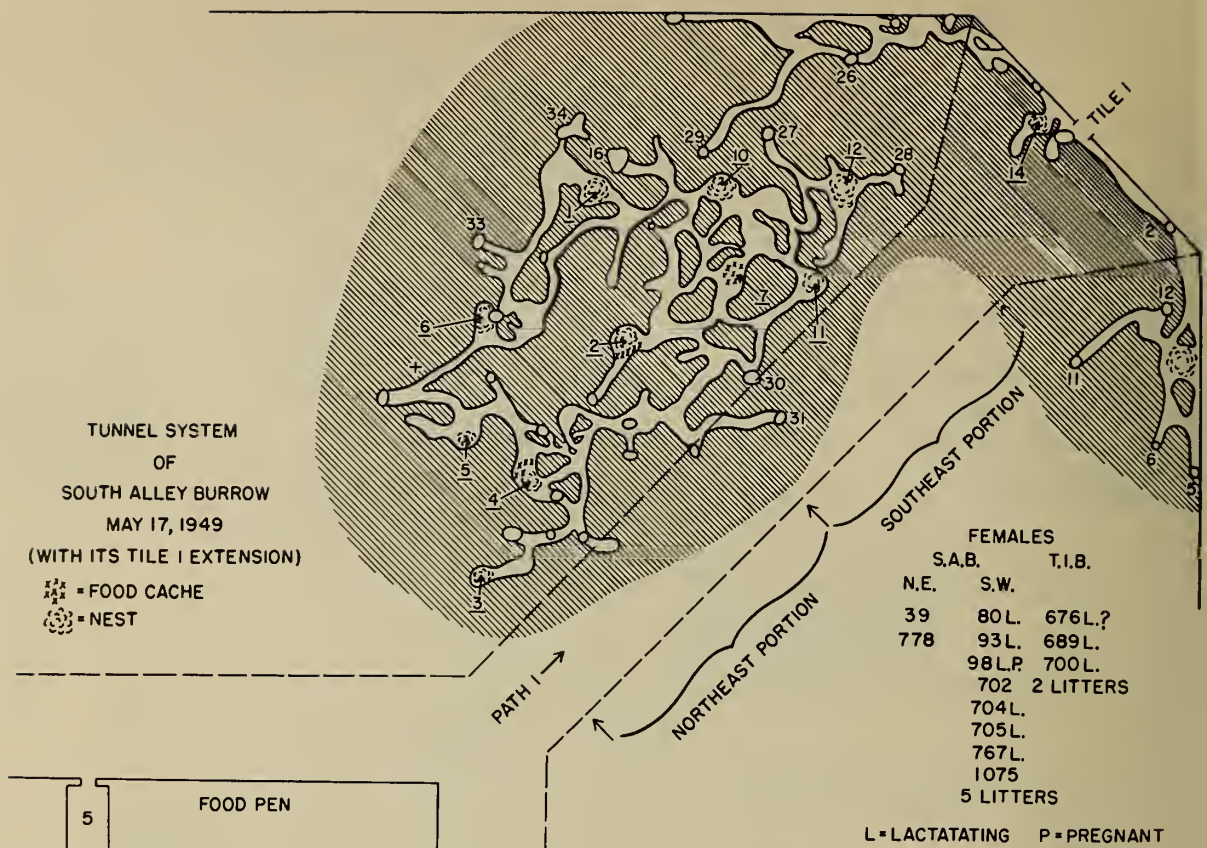 TUNNEL SYSTEM
OF
SOUTH ALLEY BURROW
MAY 17, 1949
(WITH ITS TILE I EXTENSION)
= FOOD CACHE
= NEST
34
16
29
26
27
28
10
12
1
33
6
2
7
11
30
31
+
5
4
3
14
TILE I
2
12
11
6
5
PATH I
NORTHEAST PORTION
SOUTHEAST PORTION
5
FOOD PEN
FEMALES
S.A.B. T.I.B.
N.E. S.W.
39 80 L. 676 L.?
778 93 L. 689 L.
98 L.P. 700 L.
702 2 LITTERS
704 L.
705 L.
767 L.
1075
5 LITTERS
L = LACTATATING P = PREGNANT